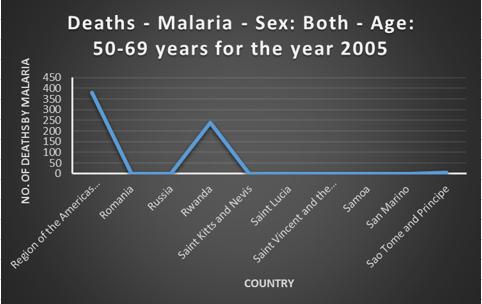 Deaths - Malaria - Sex: Both - Age:
50-69 years for the year 2005
NO. OF DEATHS BY MALARIA
450
400
350
300
250
200
150
100
50
0
Region of the Americas...
Romania
Russia
Rwanda
Saint Kitts and Nevis
Saint Lucia
Saint Vincent and the...
Samoa
San Marino
Sao Tome and Principe
COUNTRY